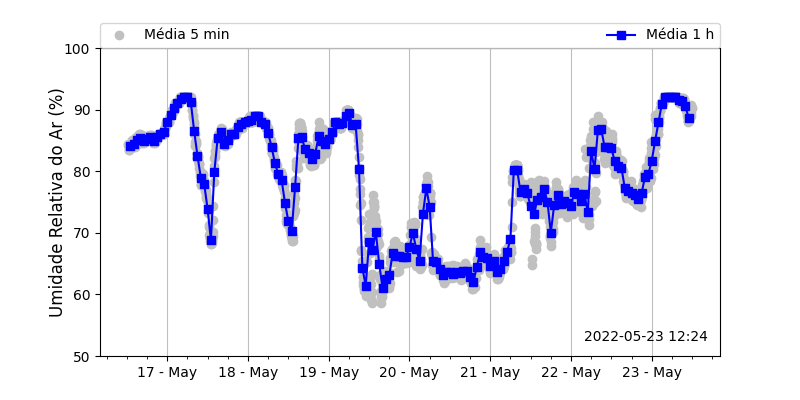 Média 5 min Média 1 h
100
90
80
70
60
50
Umidade Relativa do Ar (%)
2022-05-23 12:24
17 - May 18 - May 19 - May 20 - May 21 - May 22 - May 23 - May